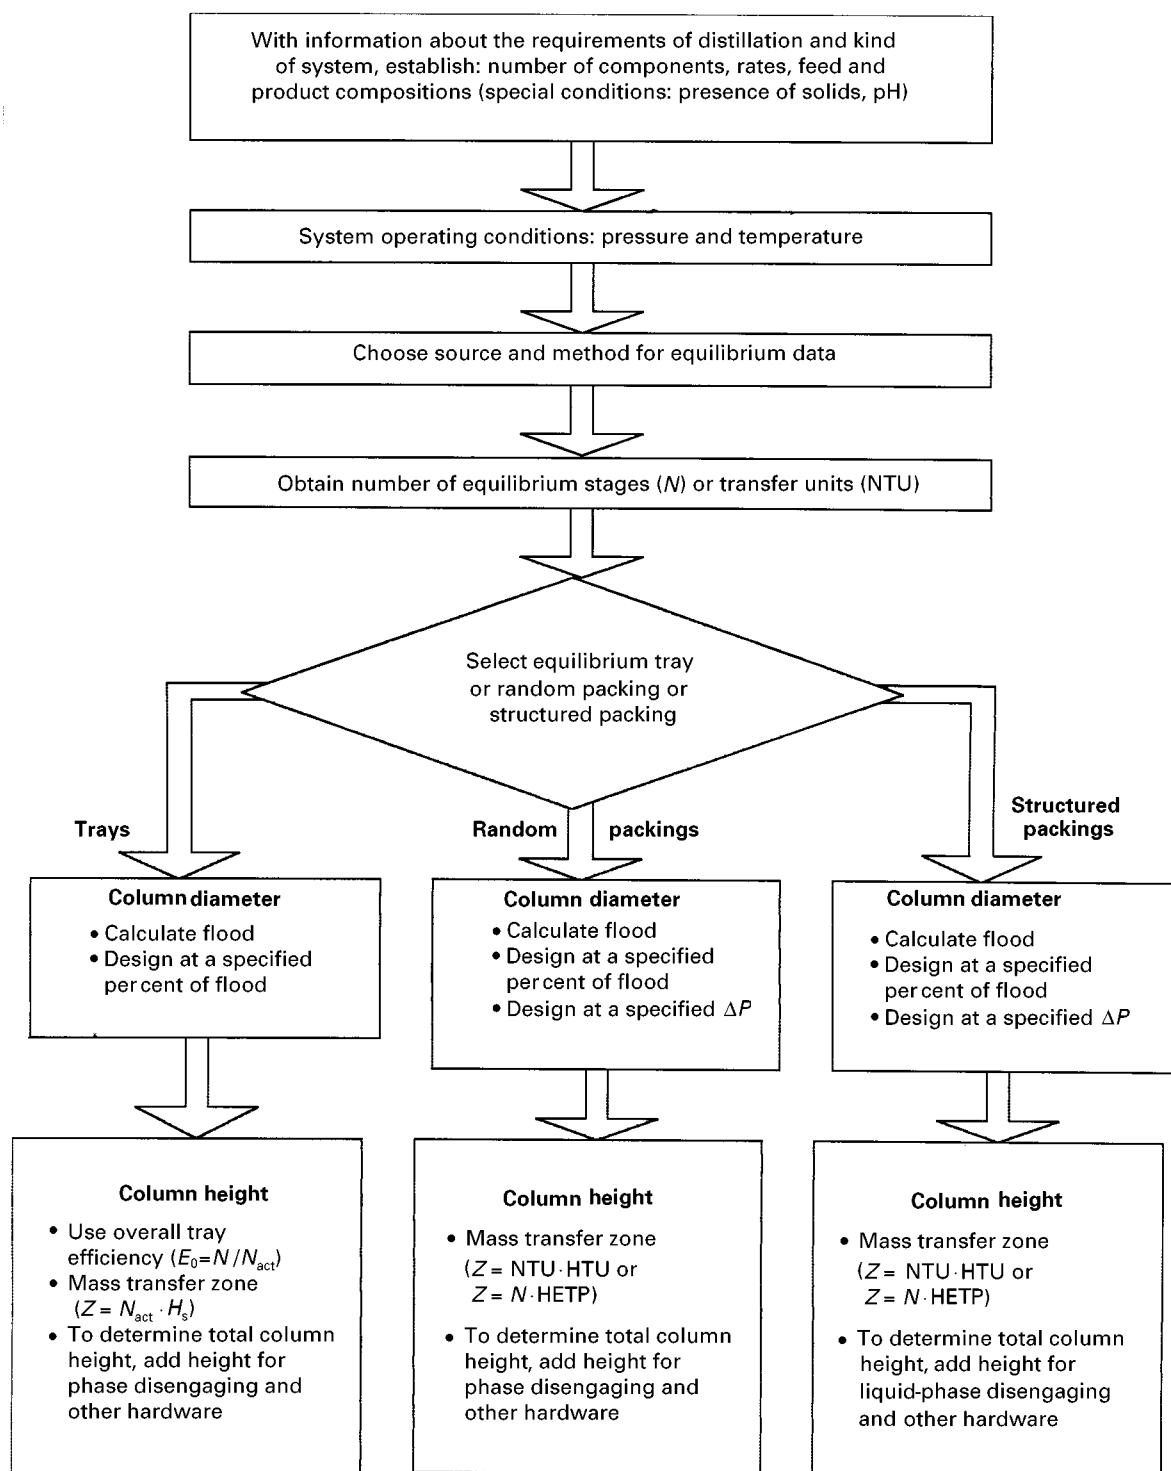 With information about the requirements of distillation and kind
of system, establish: number of components, rates, feed and
product compositions (special conditions: presence of solids, pH)
System operating conditions: pressure and temperature
Choose source and method for equilibrium data
Obtain number of equilibrium stages (N) or transfer units (NTU)
Select equilibrium tray
or random packing or
structured packing
Trays
Random packings
Structured
packings
Column diameter
• Calculate flood
• Design at a specified
percent of flood
Column diameter
• Calculate flood
• Design at a specified
percent of flood
• Design at a specified ΔP
Column diameter
• Calculate flood
• Design at a specified
percent of flood
• Design at a specified ΔP
Column height
• Use overall tray
efficiency (E₀=N/Nact)
• Mass transfer zone
(Z = Nact · Hs)
• To determine total column
height, add height for
phase disengaging and
other hardware
Column height
• Mass transfer zone
(Z = NTU·HTU or
Z = N·HETP)
• To determine total column
height, add height for
phase disengaging and
other hardware
Column height
• Mass transfer zone
(Z = NTU·HTU or
Z = N·HETP)
• To determine total column
height, add height for
liquid-phase disengaging
and other hardware